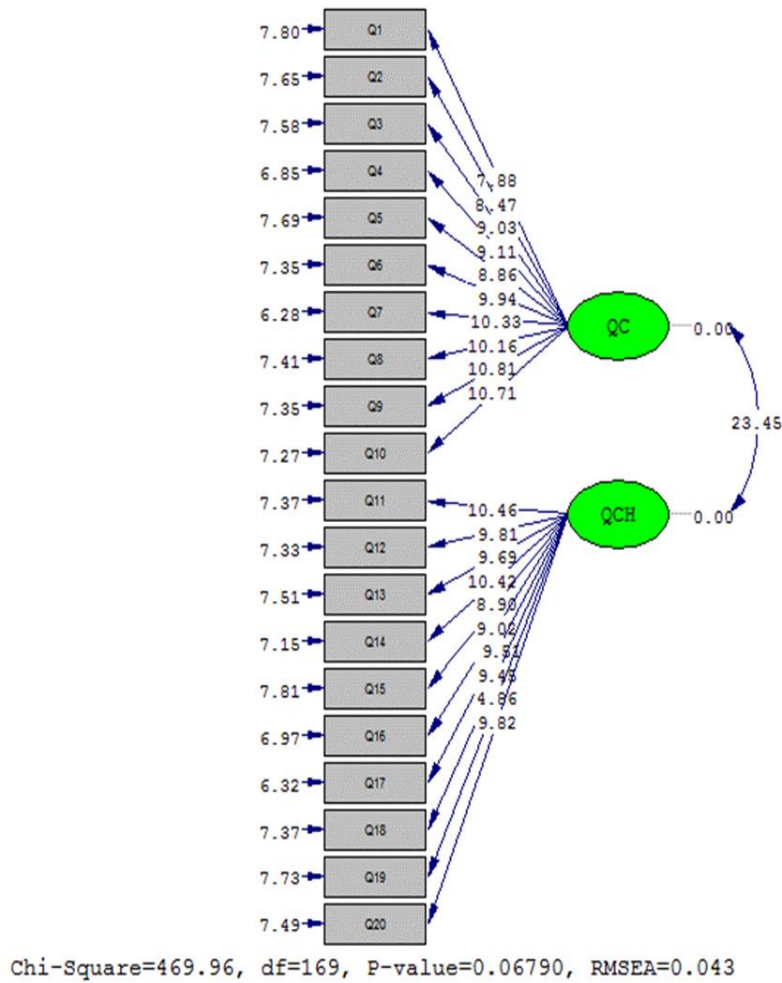 7.80 Q1
7.65 Q2
7.58 Q3
6.85 Q4
7.69 Q5
7.35 Q6
6.28 Q7
7.41 Q8
7.35 Q9
7.27 Q10
7.37 Q11
7.33 Q12
7.51 Q13
7.15 Q14
7.81 Q15
6.97 Q16
6.32 Q17
7.37 Q18
7.73 Q19
7.49 Q20
7.88
8.47
9.03
9.11
8.86
9.94
10.33
10.16
10.81
10.71
QC 0.00
23.45
QCH 0.00
10.46
9.81
9.69
10.42
8.90
9.02
9.51
9.45
4.86
9.82
Chi-Square=469.96, df=169, P-value=0.06790, RMSEA=0.043